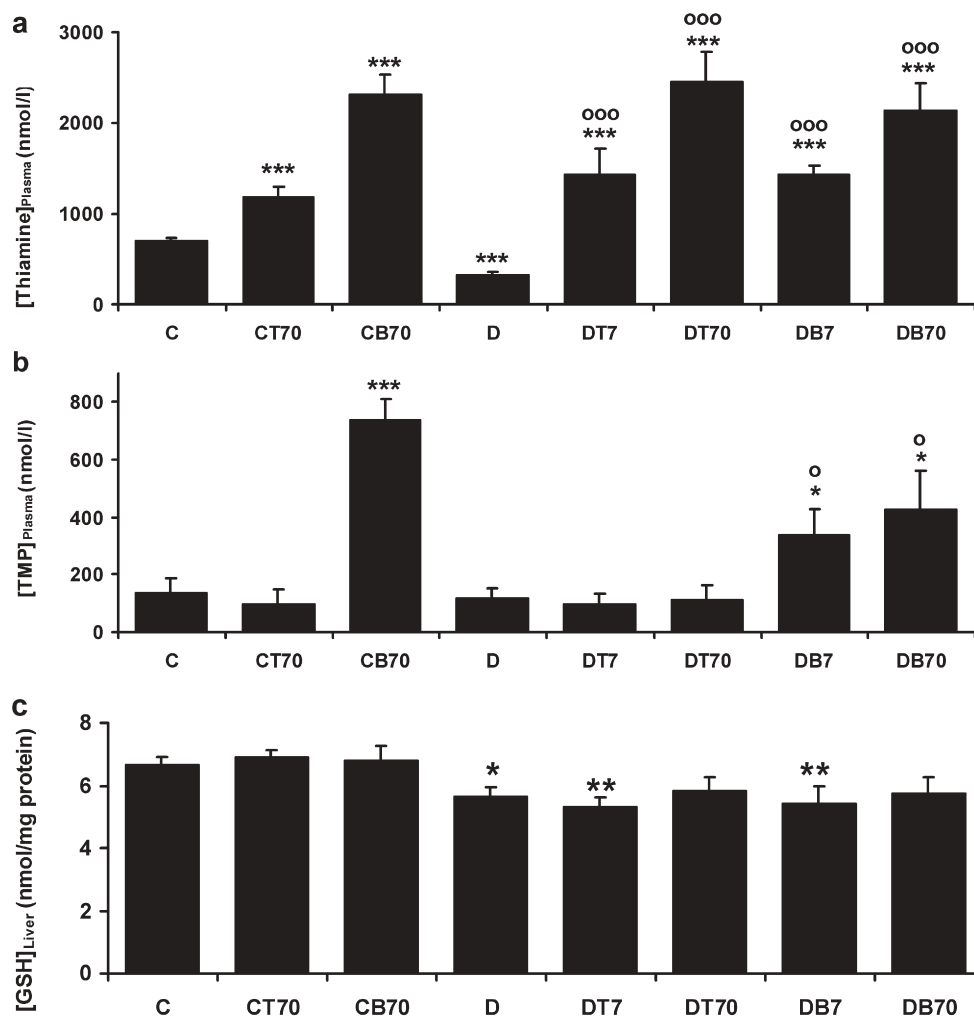 a
[Thiamine]Plasma (nmol/l)
3000
2000
1000
0
***
***
***
ooo
***
ooo
***
ooo
***
ooo
***
C CT70 CB70 D DT7 DT70 DB7 DB70
b
[TMP]Plasma (nmol/l)
800
600
400
200
0
***
o
*
o
*
C CT70 CB70 D DT7 DT70 DB7 DB70
c
[GSH]Liver (nmol/mg protein)
8
6
4
2
0
*
**
**
C CT70 CB70 D DT7 DT70 DB7 DB70